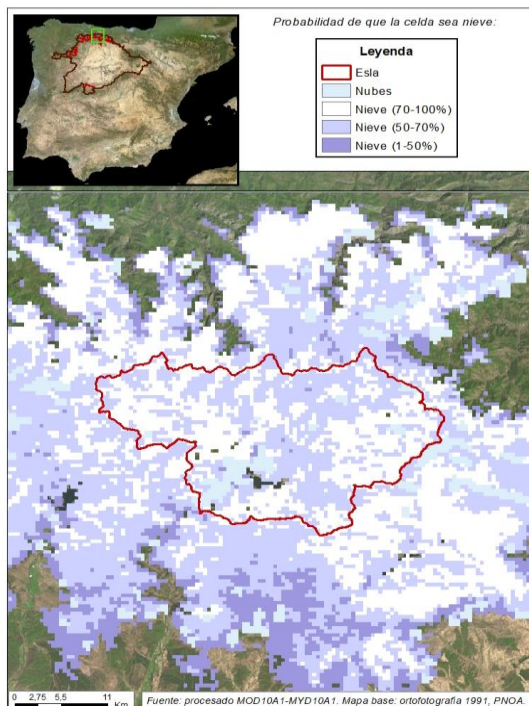 Probabilidad de que la celda sea nieve:
Leyenda
Esla
Nubes
Nieve (70-100%)
Nieve (50-70%)
Nieve (1-50%)
0 2,75 5,5 11
Km
Fuente: procesado MOD10A1-MYD10A1. Mapa base: ortofotografia 1991, PNOA.